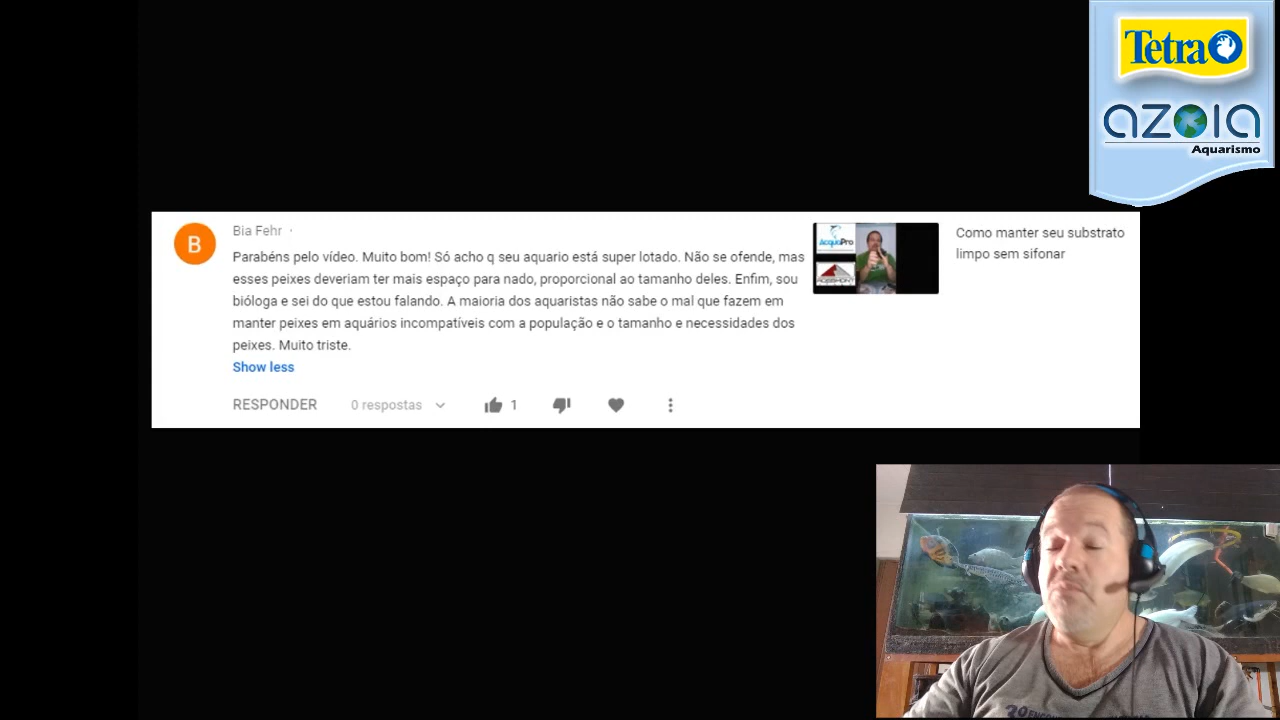 Tetra
azoia
Aquarismo
B
Bia Fehr ·
Parabéns pelo vídeo. Muito bom! Só acho q seu aquario está super lotado. Não se ofende, mas
esses peixes deveriam ter mais espaço para nado, proporcional ao tamanho deles. Enfim, sou
bióloga e sei do que estou falando. A maioria dos aquaristas não sabe o mal que fazem em
manter peixes em aquários incompatíveis com a população e o tamanho e necessidades dos
peixes. Muito triste.
Show less
RESPONDER 0 respostas 1
AcquaPro
Como manter seu substrato
limpo sem sifonar